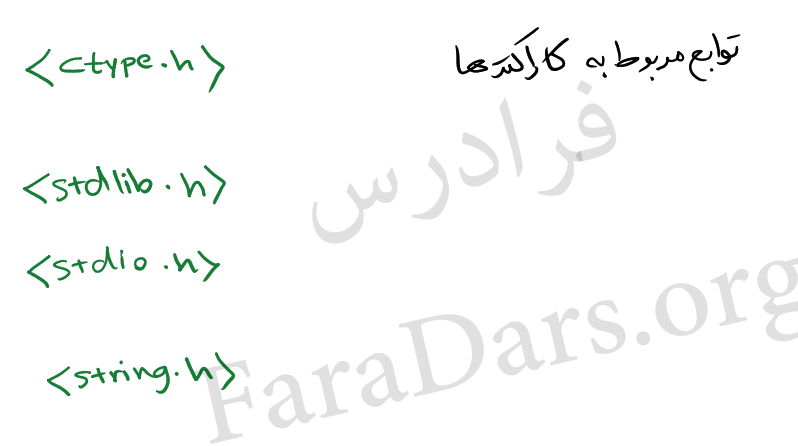 توابع مربوط به کاراکترها
<ctype.h>
<stdlib.h>
<stdio.h>
<string.h>
فرادرس
FaraDars.org